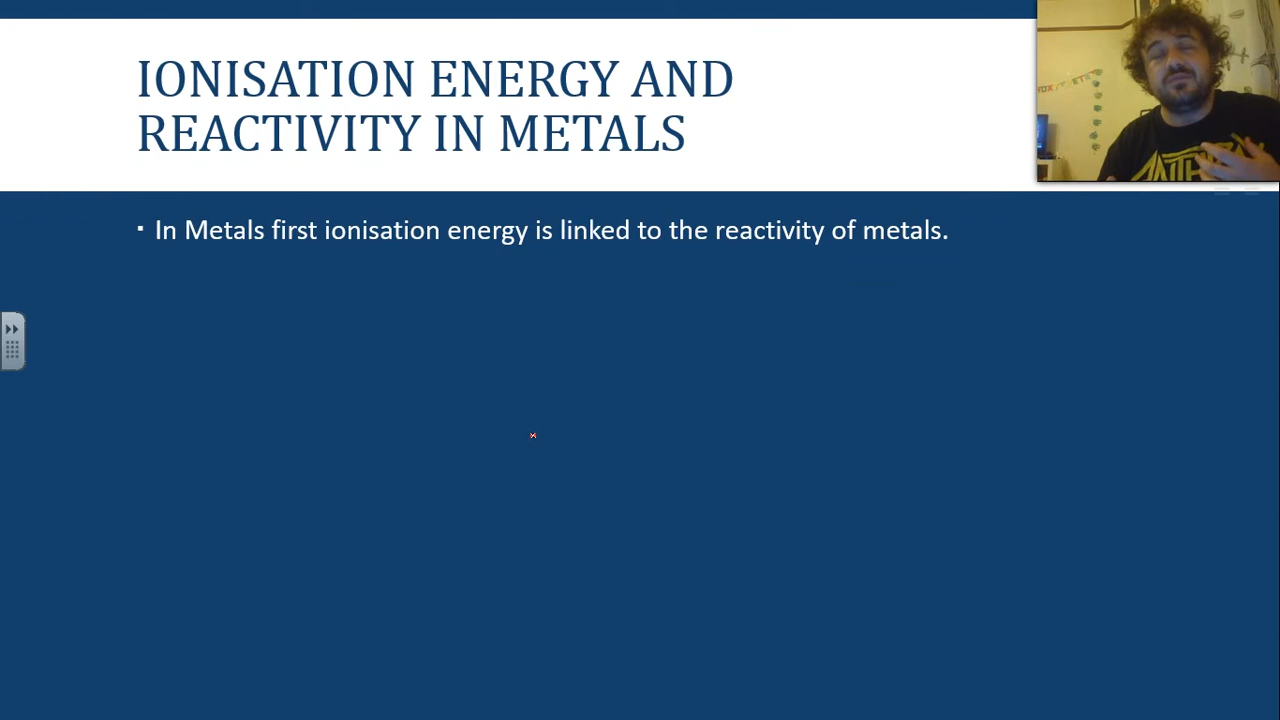 IONISATION ENERGY AND
REACTIVITY IN METALS
▪ In Metals first ionisation energy is linked to the reactivity of metals.